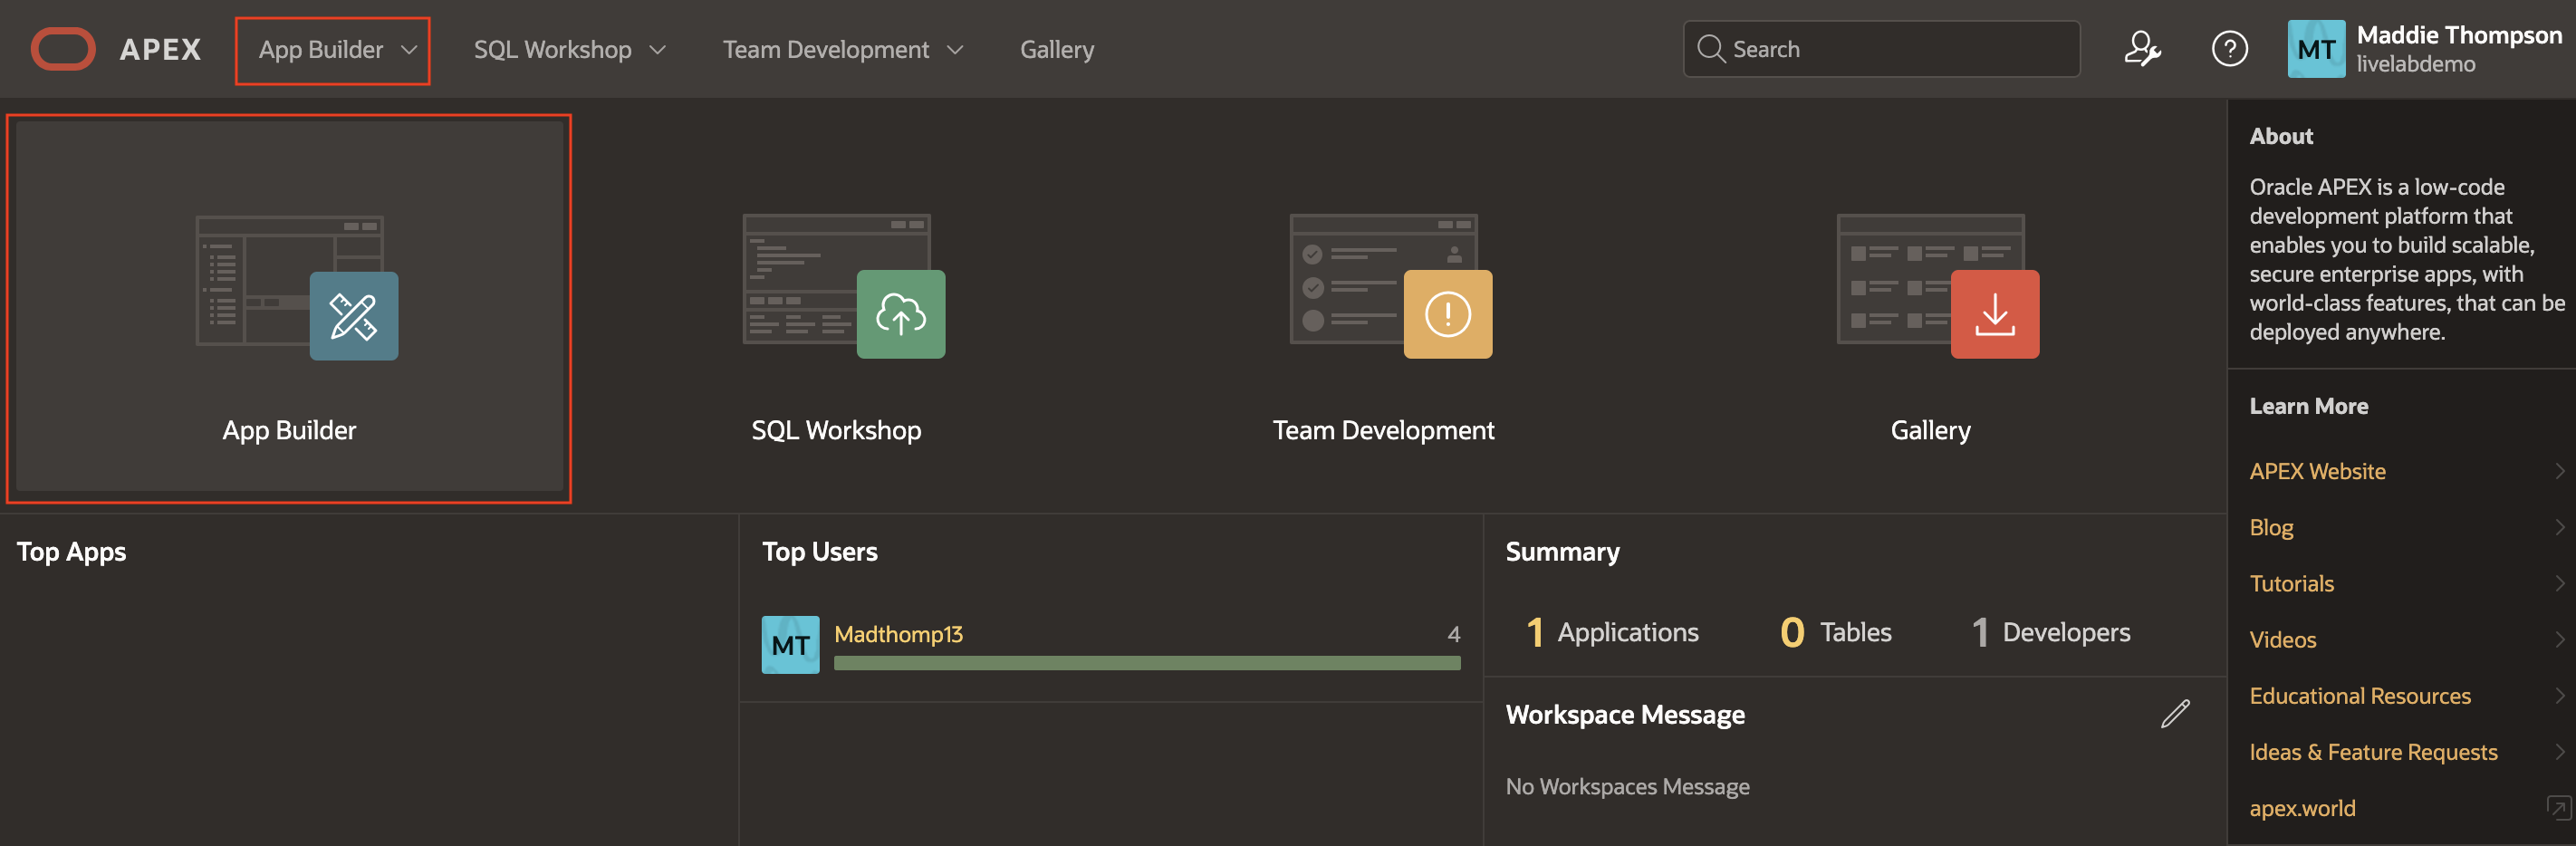 APEX
App Builder
SQL Workshop
Team Development
Gallery
Search
MT
Maddie Thompson
livelabdemo
App Builder
SQL Workshop
Team Development
Gallery
About
Oracle APEX is a low-code
development platform that
enables you to build scalable,
secure enterprise apps, with
world-class features, that can be
deployed anywhere.
Learn More
APEX Website
Blog
Tutorials
Videos
Educational Resources
Ideas & Feature Requests
apex.world
Top Apps
Top Users
MT
Madthomp13
4
Summary
1 Applications
0 Tables
1 Developers
Workspace Message
No Workspaces Message